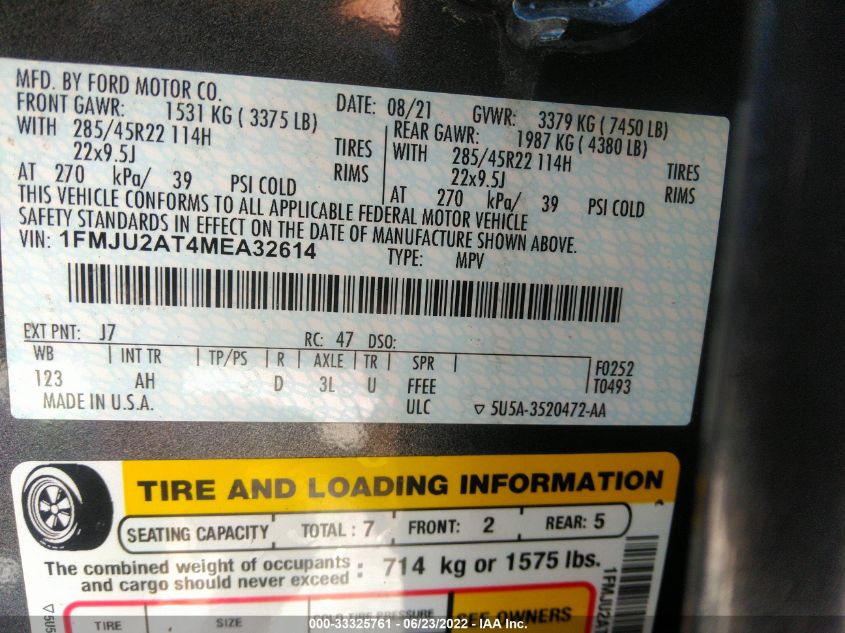 MFD. BY FORD MOTOR CO.
DATE: 08/21 GVWR: 3379 KG ( 7450 LB)
FRONT GAWR: 1531 KG ( 3375 LB) REAR GAWR: 1987 KG ( 4380 LB)
WITH 285/45R22 114H TIRES WITH 285/45R22 114H TIRES
22x9.5J RIMS 22x9.5J RIMS
AT 270 kPa/ 39 PSI COLD AT 270 kPa/ 39 PSI COLD
THIS VEHICLE CONFORMS TO ALL APPLICABLE FEDERAL MOTOR VEHICLE
SAFETY STANDARDS IN EFFECT ON THE DATE OF MANUFACTURE SHOWN ABOVE.
VIN: 1FMJU2AT4MEA32614 TYPE: MPV
EXT PNT: J7 RC: 47 DSO:
WB INT TR TP/PS R AXLE TR SPR F0252
123 AH D 3L U FFEE T0493
MADE IN U.S.A. ULC 5U5A-3520472-AA
TIRE AND LOADING INFORMATION
SEATING CAPACITY TOTAL : 7 FRONT: 2 REAR: 5
The combined weight of occupants
and cargo should never exceed : 714 kg or 1575 lbs.
TIRE SIZE COLD TIRE PRESSURE SEE OWNERS
1FMJU2AT
5U5
000-33325761 - 06/23/2022 - IAA Inc.